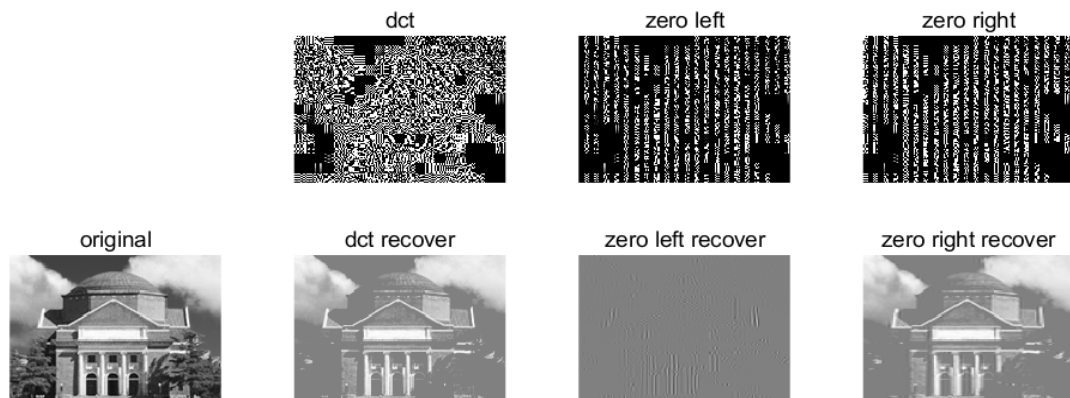 dct
zero left
zero right
original
dct recover
zero left recover
zero right recover